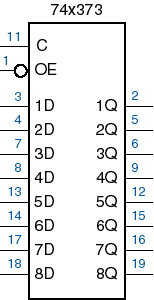 74x373
11 C
1 OE
3 1D 1Q 2
4 2D 2Q 5
7 3D 3Q 6
8 4D 4Q 9
13 5D 5Q 12
14 6D 6Q 15
17 7D 7Q 16
18 8D 8Q 19